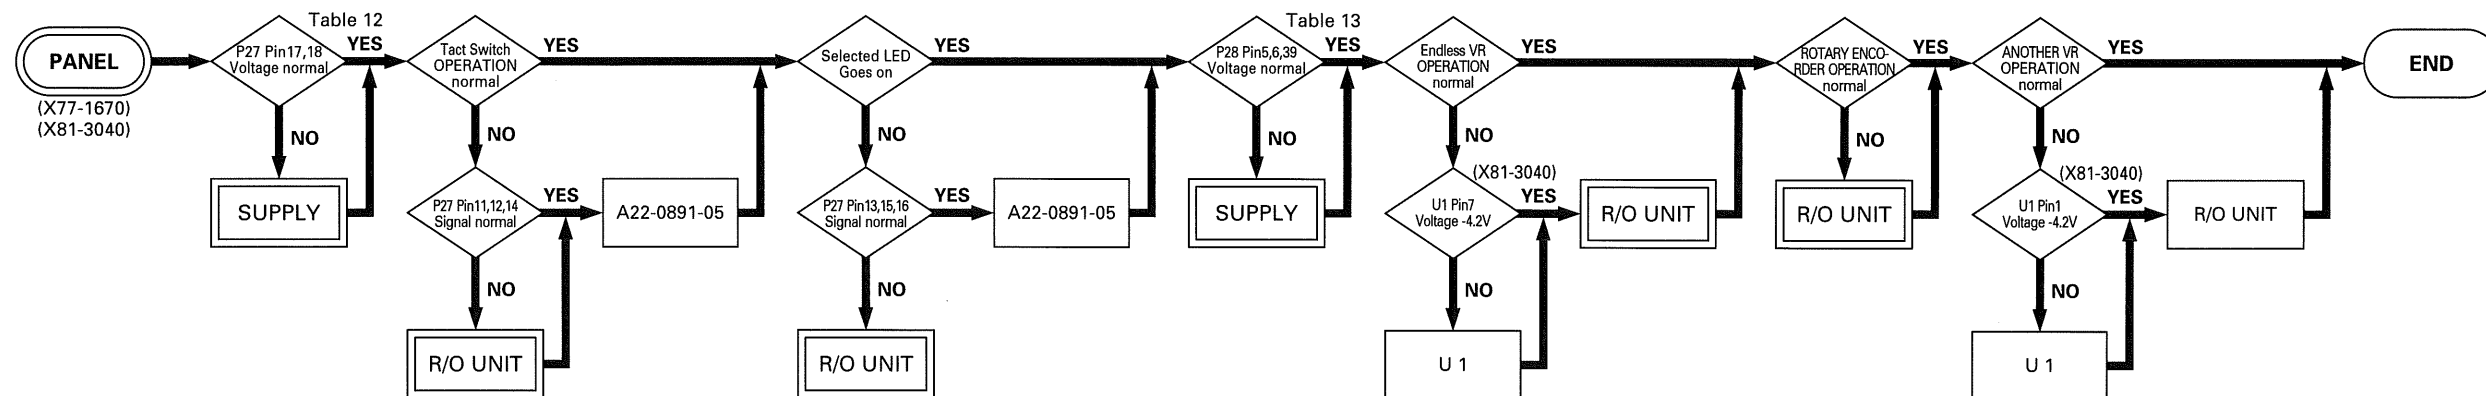 PANEL
(X77-1670)
(X81-3040)
Table 12
P27 Pin17,18
Voltage normal
YES
NO
SUPPLY
Tact Switch
OPERATION
normal
YES
NO
P27 Pin11,12,14
Signal normal
YES
NO
A22-0891-05
R/O UNIT
Selected LED
Goes on
YES
NO
P27 Pin13,15,16
Signal normal
YES
NO
A22-0891-05
R/O UNIT
Table 13
P28 Pin5,6,39
Voltage normal
YES
NO
SUPPLY
Endless VR
OPERATION
normal
YES
NO
(X81-3040)
U1 Pin7
Voltage -4.2V
YES
NO
R/O UNIT
U 1
ROTARY ENCO-
RDER OPERATION
normal
YES
NO
R/O UNIT
ANOTHER VR
OPERATION
normal
YES
NO
(X81-3040)
U1 Pin1
Voltage -4.2V
YES
NO
R/O UNIT
U 1
END